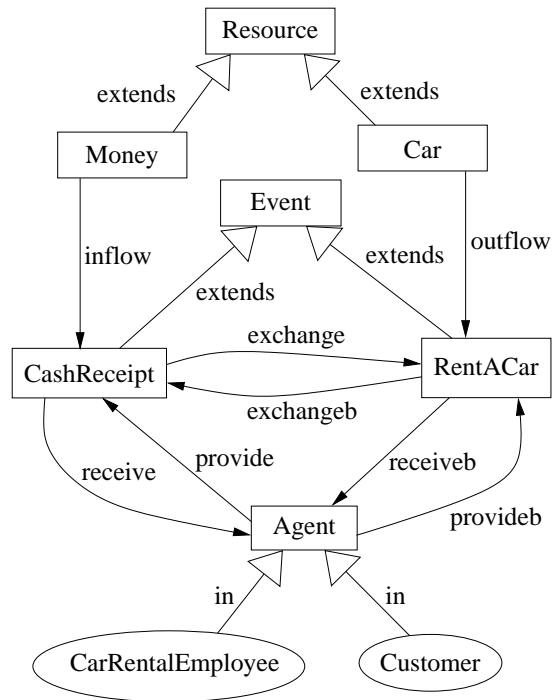 Resource
extends
extends
Money
Car
Event
inflow
outflow
extends
extends
exchange
CashReceipt
RentACar
exchangeb
receive
provide
receiveb
Agent
provideb
in
in
CarRentalEmployee
Customer